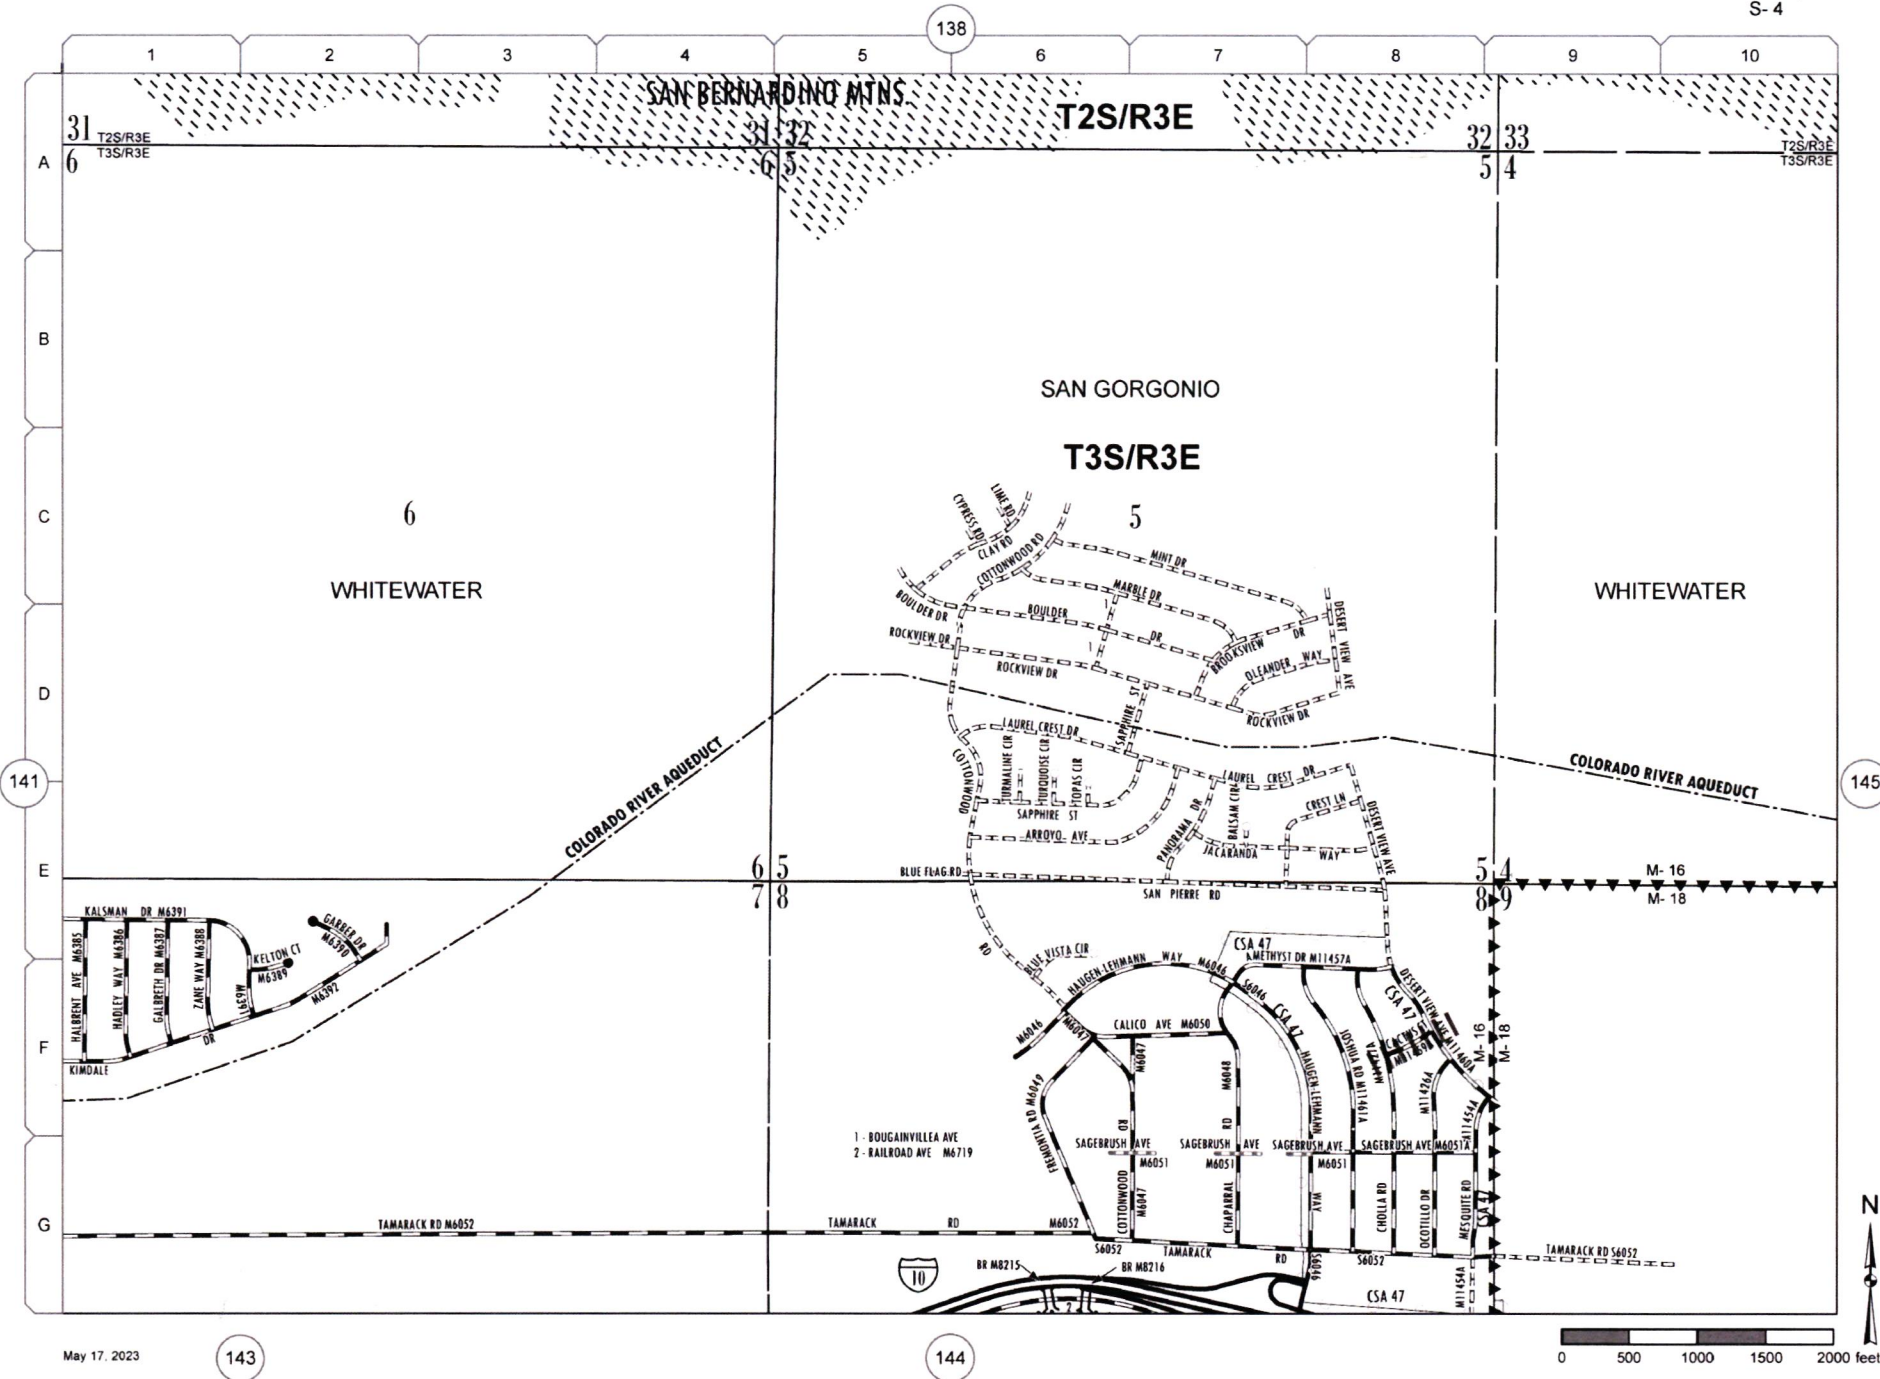 S- 4
138
1 2 3 4 5 6 7 8 9 10
SAN BERNARDINO MTNS.
T2S/R3E
31 T2S/R3E
6 T3S/R3E
31 32
6 5
32 33
5 4
T2S/R3E
T3S/R3E
A
B
C
D
E
F
G
SAN GORGONIO
T3S/R3E
6
5
WHITEWATER
WHITEWATER
CYPRESS RD
LIME RD
CLAY RD
COTTONWOOD RD
MINT DR
MARBLE DR
BOULDER DR
BOULDER DR
ROCKVIEW DR
ROCKVIEW DR
BROOKSVIEW DR
OLEANDER WAY
DESERT VIEW AVE
ROCKVIEW DR
SAPPHIRE ST
LAUREL CREST DR
COTTONWOOD
TURMALINE CIR
TURQUOISE CIR
TOPAS CIR
SAPPHIRE ST
ARROYO AVE
LAUREL CREST DR
PANORAMA DR
BALSAM CIR
CREST LN
JACARANDA WAY
DESERT VIEW AVE
BLUE FLAG RD
SAN PIERRE RD
COLORADO RIVER AQUEDUCT
COLORADO RIVER AQUEDUCT
141
145
6 5
7 8
5 4
8 9
M- 16
M- 18
KALSMAN DR M6391
HALBRENT AVE M6385
HADLEY WAY M6386
GALBRETH DR M6387
ZANE WAY M6388
M6391
KELTON CT
M6389
GARBER DR
M6390
M6392
DR
KIMDALE
RD
BLUE VISTA CIR
HAUGEN-LEHMANN WAY M6046
CSA 47
AMETHYST DR M11457A
S6046
CSA 47
HAUGEN-LEHMANN
WAY
S6046
M6046
M6047
CALICO AVE M6050
M6047
M6048
FREMONTIA RD M6049
JOSHUA RD M11461A
CSA 47
DESERT VIEW AVE M11460A
CACTUS
M11426A
M11454A
M- 16
M- 18
1 - BOUGAINVILLEA AVE
2 - RAILROAD AVE M6719
RD
RD
SAGEBRUSH AVE
M6051
SAGEBRUSH AVE
M6051
SAGEBRUSH AVE
M6051
SAGEBRUSH AVE M6051A
COTTONWOOD
M6047
CHAPARRAL
CHOLLA RD
OCOTILLO DR
MESQUITE RD
CSA 47
TAMARACK RD M6052
TAMARACK RD M6052
S6052 TAMARACK RD S6052
TAMARACK RD S6052
10
BR M8215
BR M8216
2
CSA 47
M11454A
N
May 17, 2023
143
144
0 500 1000 1500 2000 feet